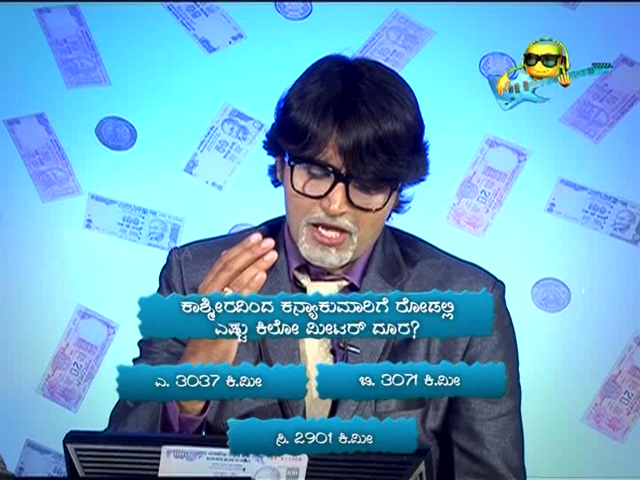 ಕಾಶ್ಮೀರದಿಂದ ಕನ್ಯಾಕುಮಾರಿಗೆ ರೋಡಲ್ಲಿ
ಎಷ್ಟು ಕಿಲೋ ಮೀಟರ್ ದೂರ?
ಎ. 3037 ಕಿ.ಮೀ
ಬಿ. 3071 ಕಿ.ಮೀ
ಸಿ. 2901 ಕಿ.ಮೀ